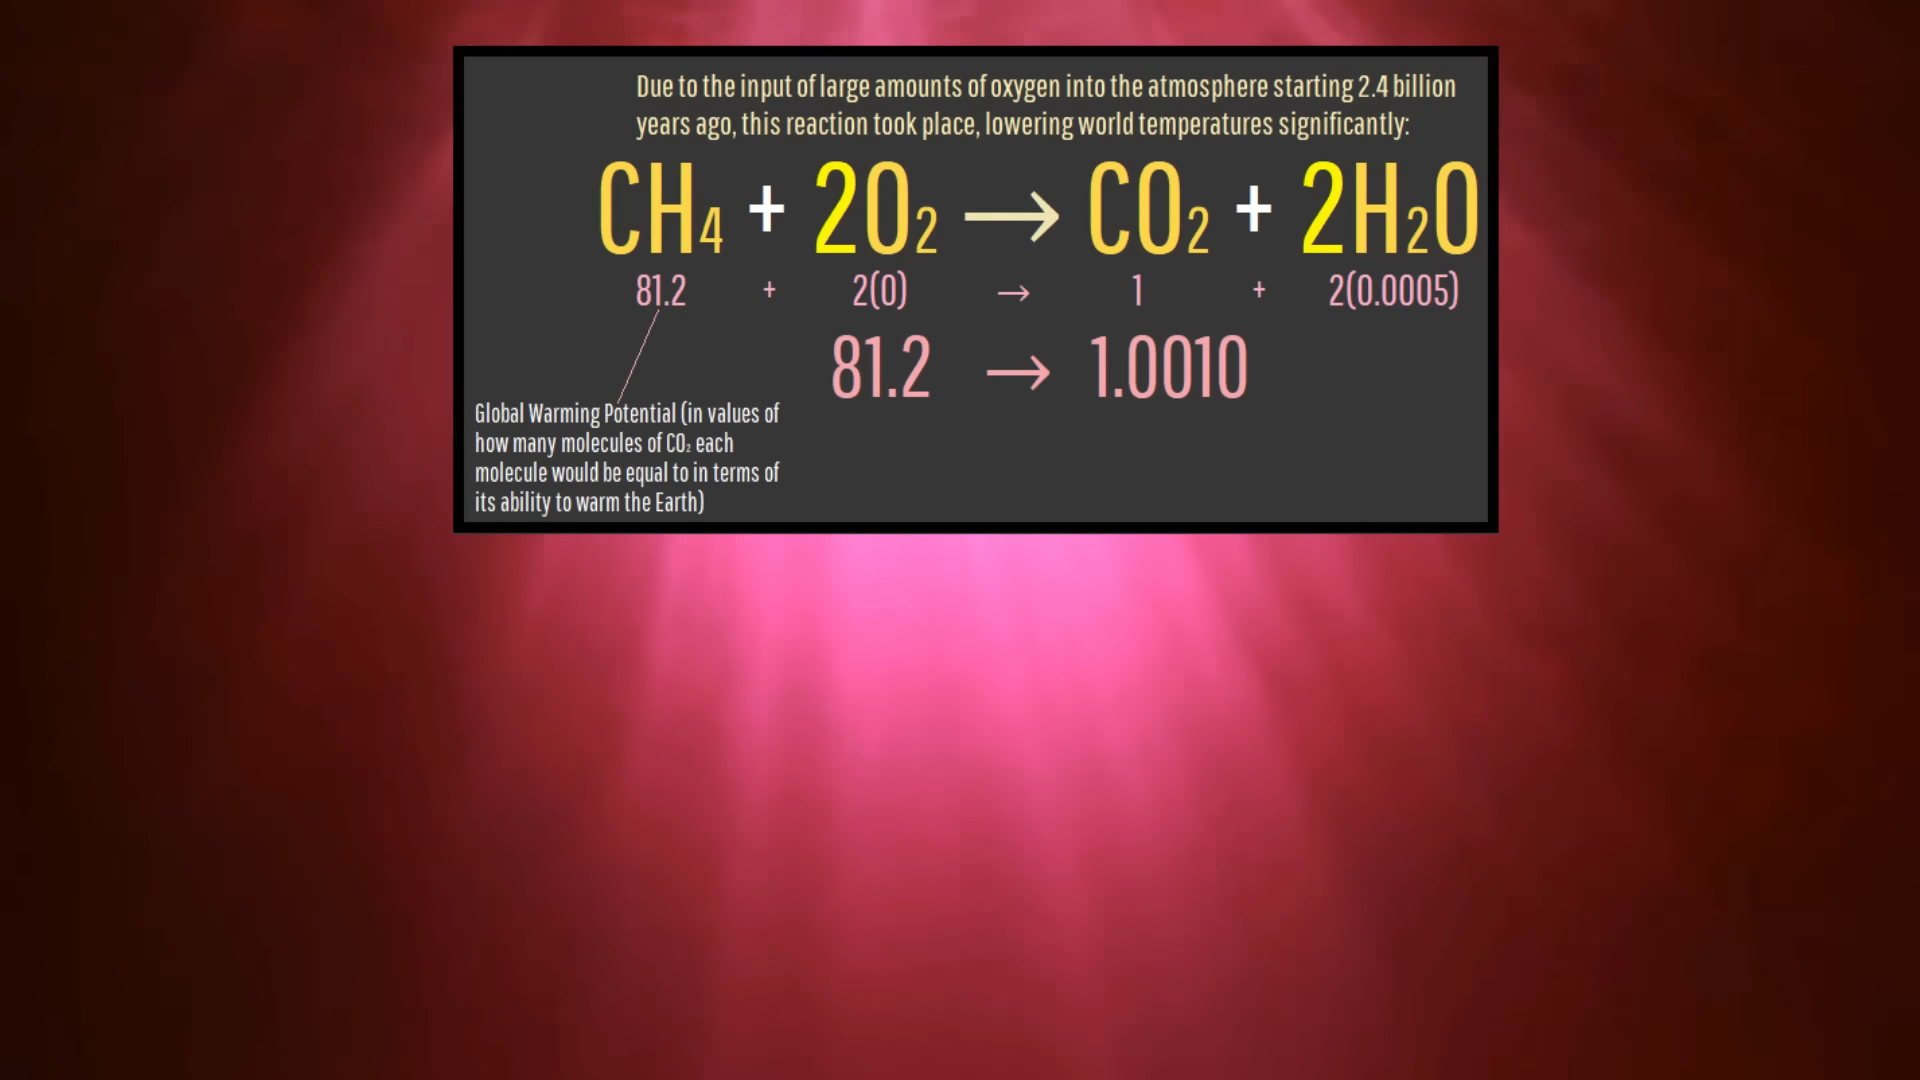 Due to the input of large amounts of oxygen into the atmosphere starting 2.4 billion
years ago, this reaction took place, lowering world temperatures significantly:
CH₄ + 2O₂ → CO₂ + 2H₂O
81.2 + 2(0) → 1 + 2(0.0005)
81.2 → 1.0010
Global Warming Potential (in values of
how many molecules of CO₂ each
molecule would be equal to in terms of
its ability to warm the Earth)